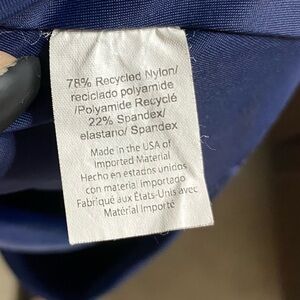 78% Recycled Nylon/
reciclado polyamide
/Polyamide Recyclé
22% Spandex/
elastano/ Spandex
Made in the USA of
Imported Material
Hecho en estados unidos
con material importado
Fabriqué aux États-Unis avec
Matérial Importé